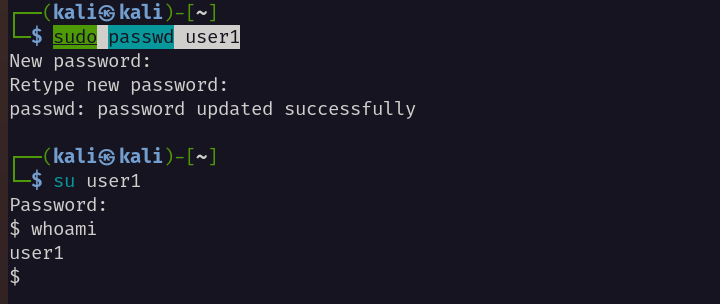 ┌──(kali㉿kali)-[~]
└─$ sudo passwd user1
New password:
Retype new password:
passwd: password updated successfully
┌──(kali㉿kali)-[~]
└─$ su user1
Password:
$ whoami
user1
$